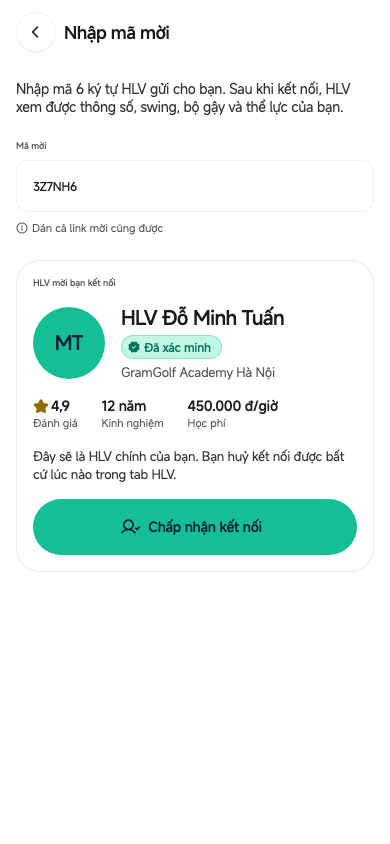 Nhập mã mời
Nhập mã 6 ký tự HLV gửi cho bạn. Sau khi kết nối, HLV
xem được thông số, swing, bộ gậy và thể lực của bạn.
Mã mời
3Z7NH6
Dán cả link mời cũng được
HLV mời bạn kết nối
MT
HLV Đỗ Minh Tuấn
Đã xác minh
GramGolf Academy Hà Nội
4,9
12 năm
450.000 đ/giờ
Đánh giá
Kinh nghiệm
Học phí
Đây sẽ là HLV chính của bạn. Bạn huỷ kết nối được bất
cứ lúc nào trong tab HLV.
Chấp nhận kết nối